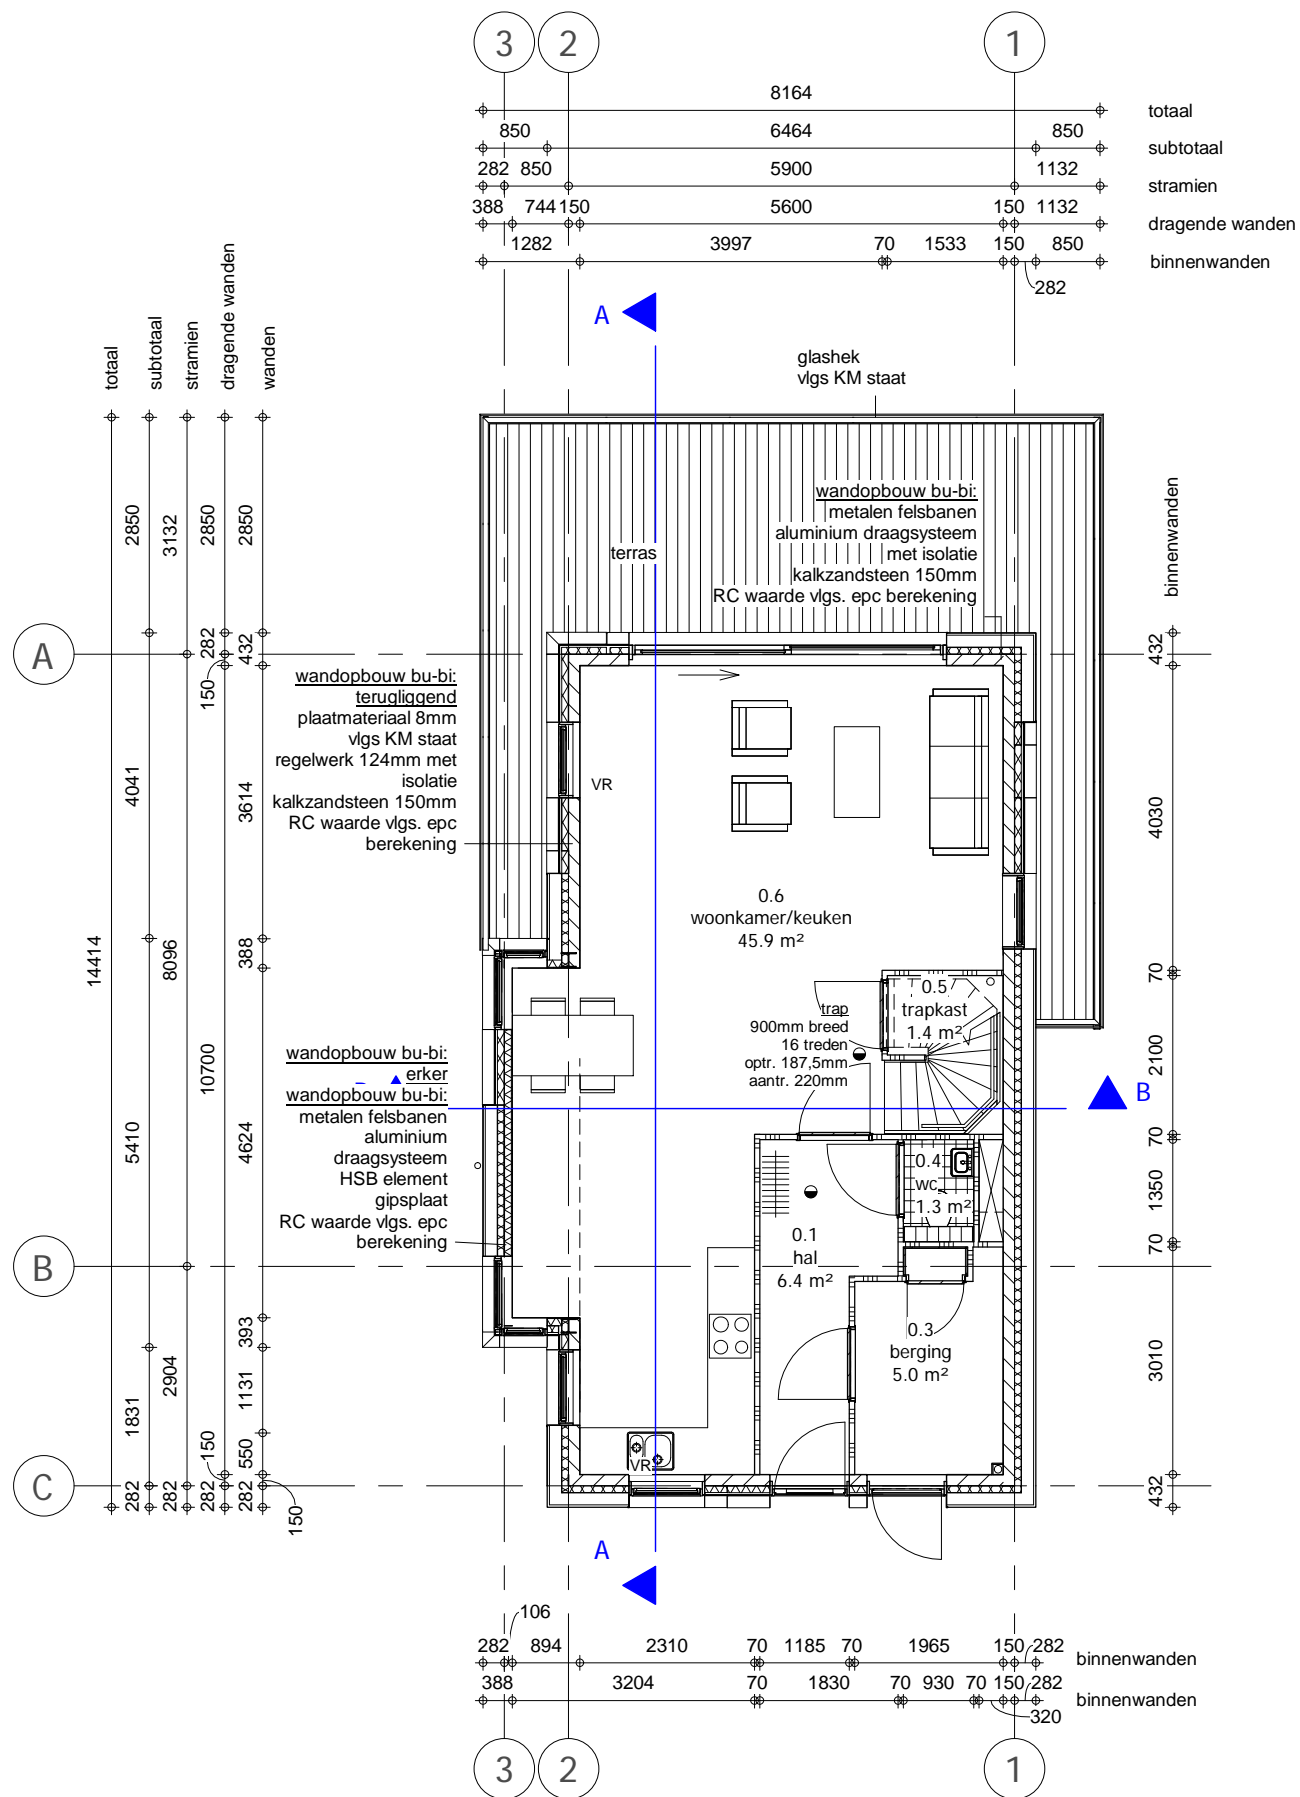 3
2
1
8164
totaal
850
6464
850
subtotaal
282
850
5900
1132
stramien
388
744
150
5600
150
1132
dragende wanden
1282
3997
70
1533
150
850
binnenwanden
282
A
glashek
vlgs KM staat
totaal
subtotaal
stramien
dragende wanden
wanden
2850
3132
2850
2850
wandopbouw bu-bi:
metalen felsbanen
aluminium draagsysteem
met isolatie
kalkzandsteen 150mm
RC waarde vlgs. epc berekening
terras
binnenwanden
A
282
432
150
432
wandopbouw bu-bi:
terugliggend
plaatmateriaal 8mm
vlgs KM staat
regelwerk 124mm met
isolatie
kalkzandsteen 150mm
RC waarde vlgs. epc
berekening
VR
4041
3614
4030
0.6
woonkamer/keuken
45.9 m²
14414
8096
388
70
0.5
trapkast
1.4 m²
trap
900mm breed
16 treden
optr. 187,5mm
aantr. 220mm
10700
2100
wandopbouw bu-bi:
erker
wandopbouw bu-bi:
metalen felsbanen
aluminium
draagsysteem
HSB element
gipsplaat
RC waarde vlgs. epc
berekening
B
5410
4624
70
0.4
wc
1.3 m²
1350
0.1
hal
6.4 m²
70
B
393
0.3
berging
5.0 m²
3010
2904
1131
1831
150
550
VR
C
282
282
282
282
150
432
A
106
282
894
2310
70
1185
70
1965
150
282
binnenwanden
388
3204
70
1830
70
930
70
150
282
binnenwanden
320
3
2
1